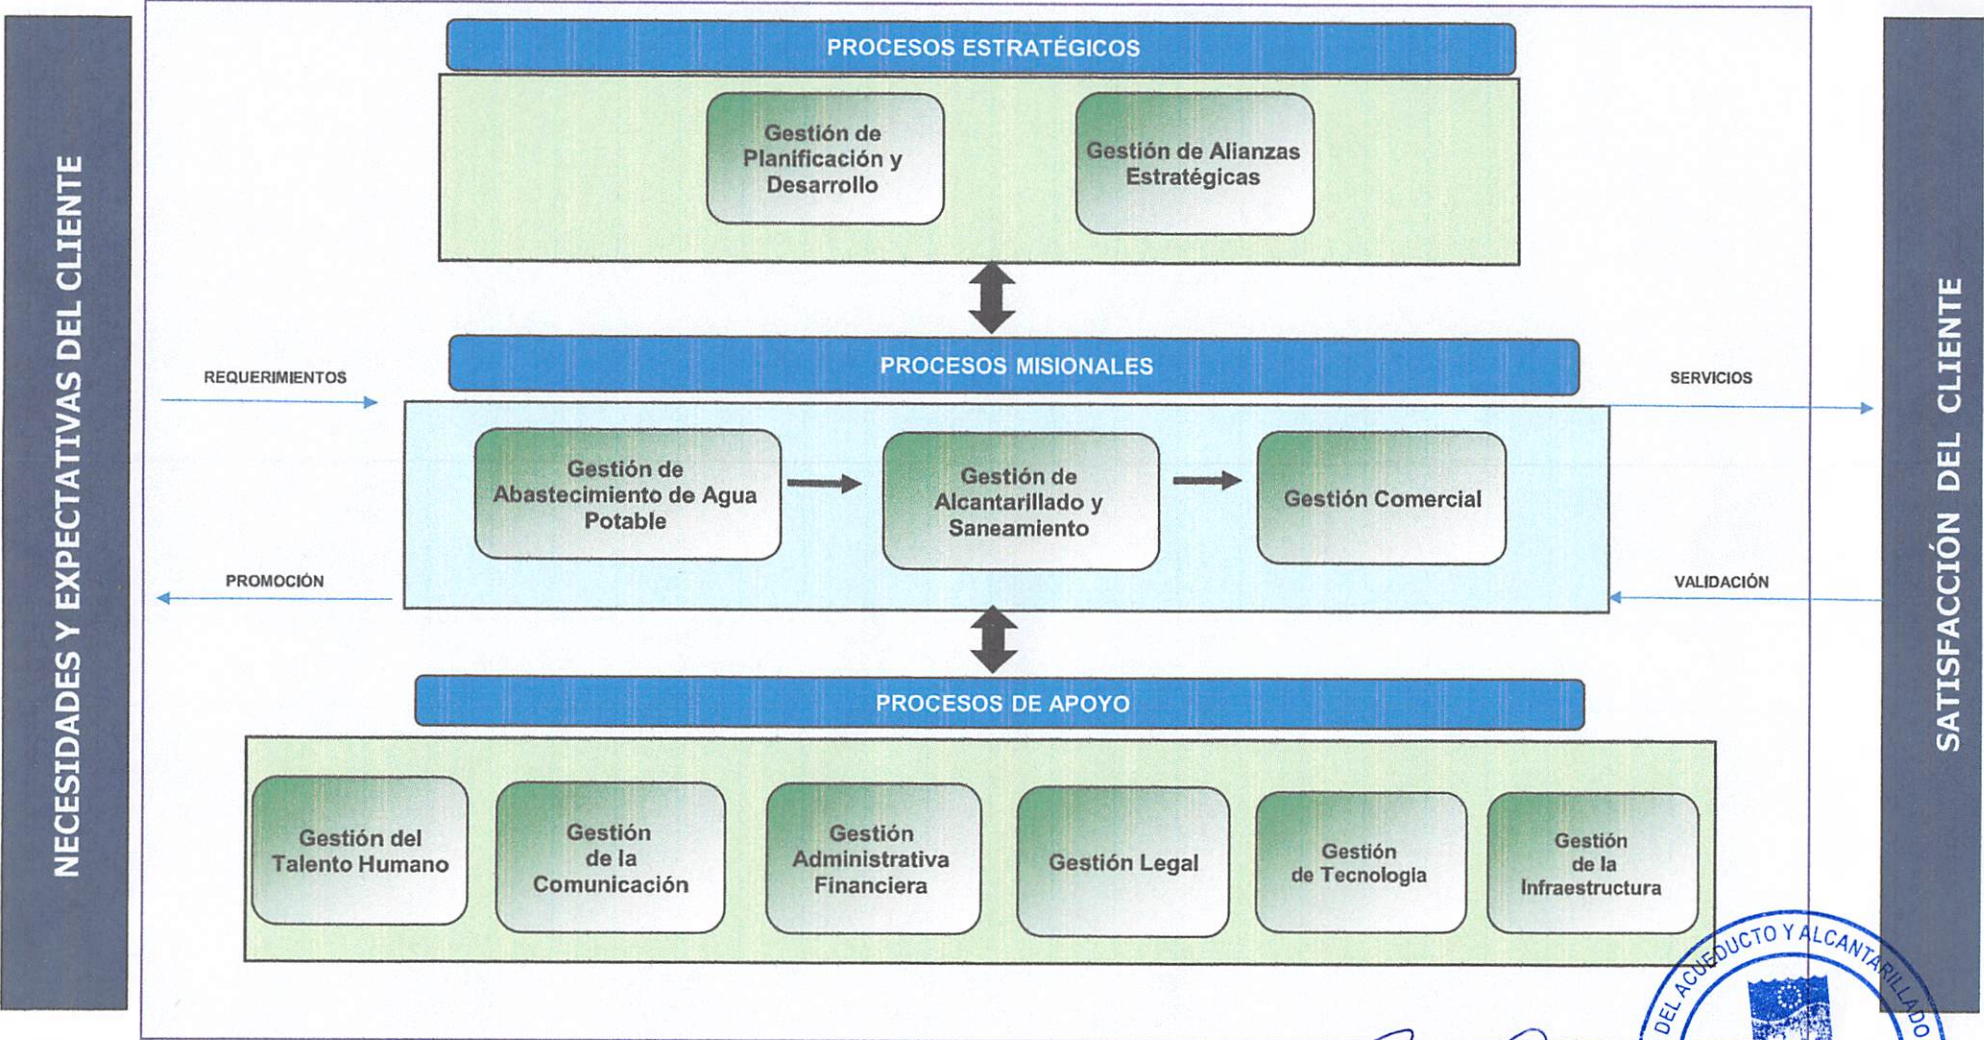 NECESIDADES Y EXPECTATIVAS DEL CLIENTE
PROCESOS ESTRATÉGICOS
Gestión de
Planificación y
Desarrollo
Gestión de Alianzas
Estratégicas
PROCESOS MISIONALES
REQUERIMIENTOS
SERVICIOS
Gestión de
Abastecimiento de Agua
Potable
Gestión de
Alcantarillado y
Saneamiento
Gestión Comercial
PROMOCIÓN
VALIDACIÓN
PROCESOS DE APOYO
Gestión del
Talento Humano
Gestión
de la
Comunicación
Gestión
Administrativa
Financiera
Gestión Legal
Gestión
de Tecnologia
Gestión
de la
Infraestructura
SATISFACCIÓN DEL CLIENTE
DEL ACUEDUCTO Y ALCANTARILLADO